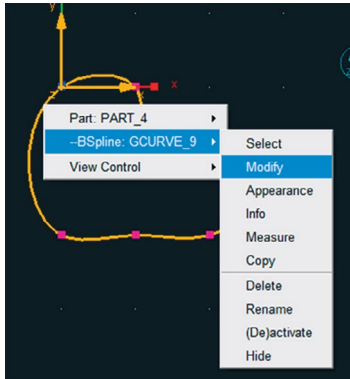 y
x
Part: PART_4
--BSpline: GCURVE_9
View Control
Select
Modify
Appearance
Info
Measure
Copy
Delete
Rename
(De)activate
Hide